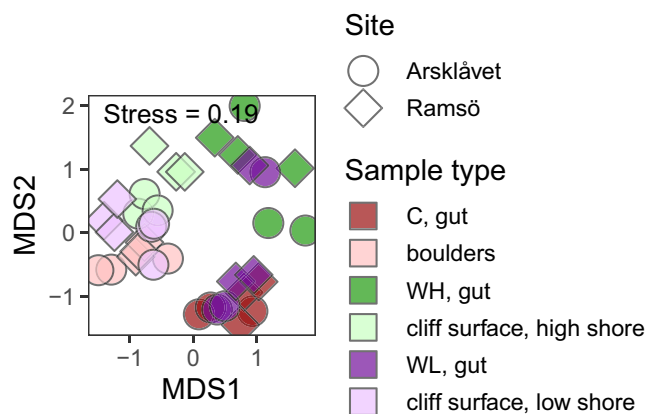 Site
Arsklåvet
Ramsö
Sample type
C, gut
boulders
WH, gut
cliff surface, high shore
WL, gut
cliff surface, low shore
Stress = 0.19
MDS2
2
1
0
−1
−1 0 1
MDS1